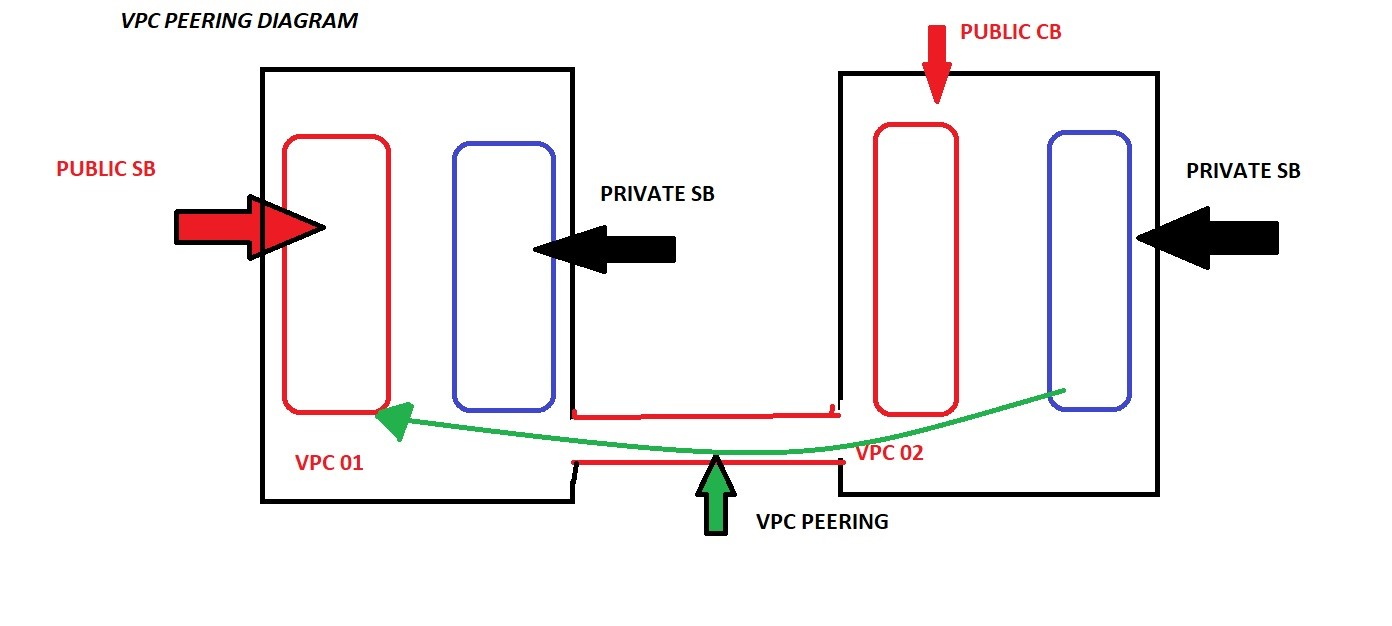 VPC PEERING DIAGRAM
PUBLIC CB
PUBLIC SB
PRIVATE SB
PRIVATE SB
VPC 01
VPC 02
VPC PEERING